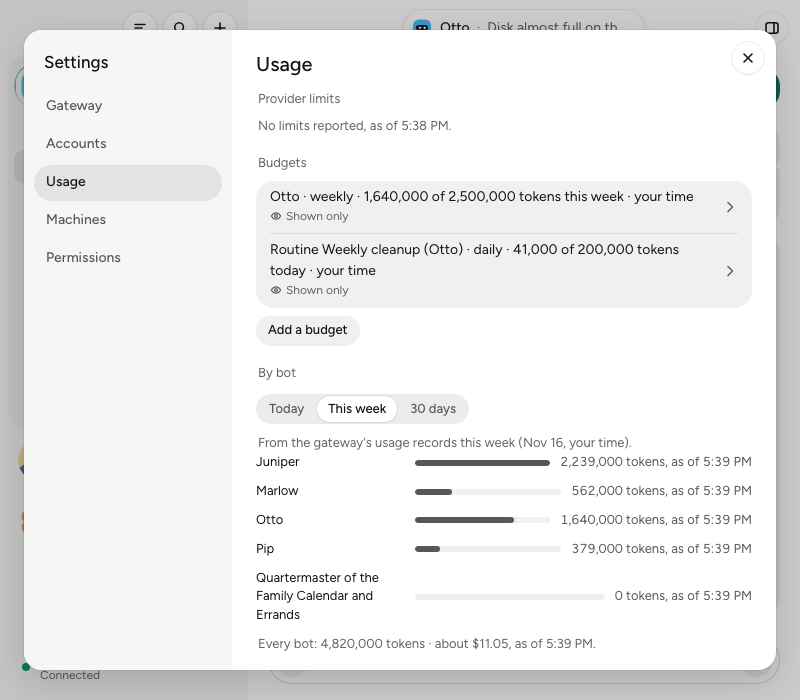 Otto · Disk almost full on th
Settings
Gateway
Accounts
Usage
Machines
Permissions
Usage
Provider limits
No limits reported, as of 5:38 PM.
Budgets
Otto · weekly · 1,640,000 of 2,500,000 tokens this week · your time
Shown only
Routine Weekly cleanup (Otto) · daily · 41,000 of 200,000 tokens
today · your time
Shown only
Add a budget
By bot
Today This week 30 days
From the gateway's usage records this week (Nov 16, your time).
Juniper 2,239,000 tokens, as of 5:39 PM
Marlow 562,000 tokens, as of 5:39 PM
Otto 1,640,000 tokens, as of 5:39 PM
Pip 379,000 tokens, as of 5:39 PM
Quartermaster of the
Family Calendar and
Errands
0 tokens, as of 5:39 PM
Every bot: 4,820,000 tokens · about $11.05, as of 5:39 PM.
Connected